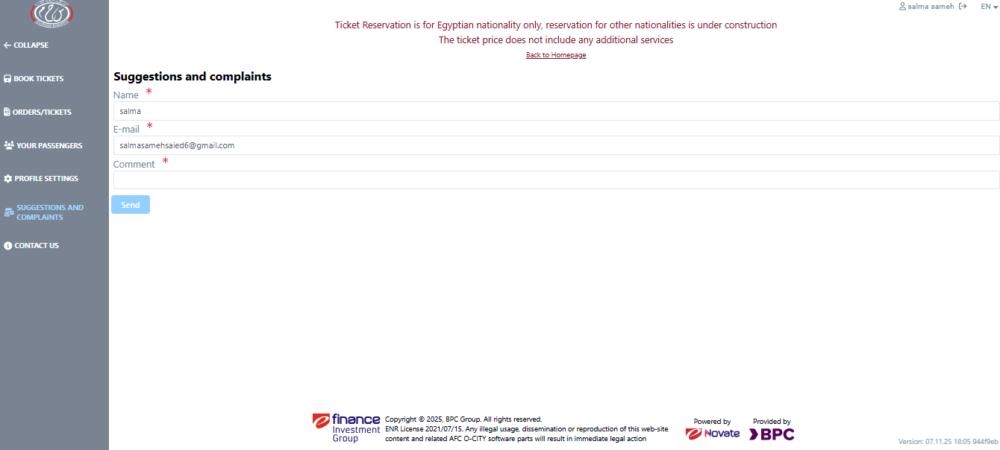 salma sameh
EN
Ticket Reservation is for Egyptian nationality only, reservation for other nationalities is under construction
The ticket price does not include any additional services
Back to Homepage
COLLAPSE
BOOK TICKETS
ORDERS/TICKETS
YOUR PASSENGERS
PROFILE SETTINGS
SUGGESTIONS AND
COMPLAINTS
CONTACT US
Suggestions and complaints
Name *
salma
E-mail *
salmasamehsaied6@gmail.com
Comment *
Send
finance
Investment
Group
Copyright © 2025, BPC Group. All rights reserved.
ENR License 2021/07/15. Any illegal usage, dissemination or reproduction of this web-site
content and related AFC O-CITY software parts will result in immediate legal action
Powered by
Novate
Provided by
BPC
Version: 07.11.25 18:05 944f9eb